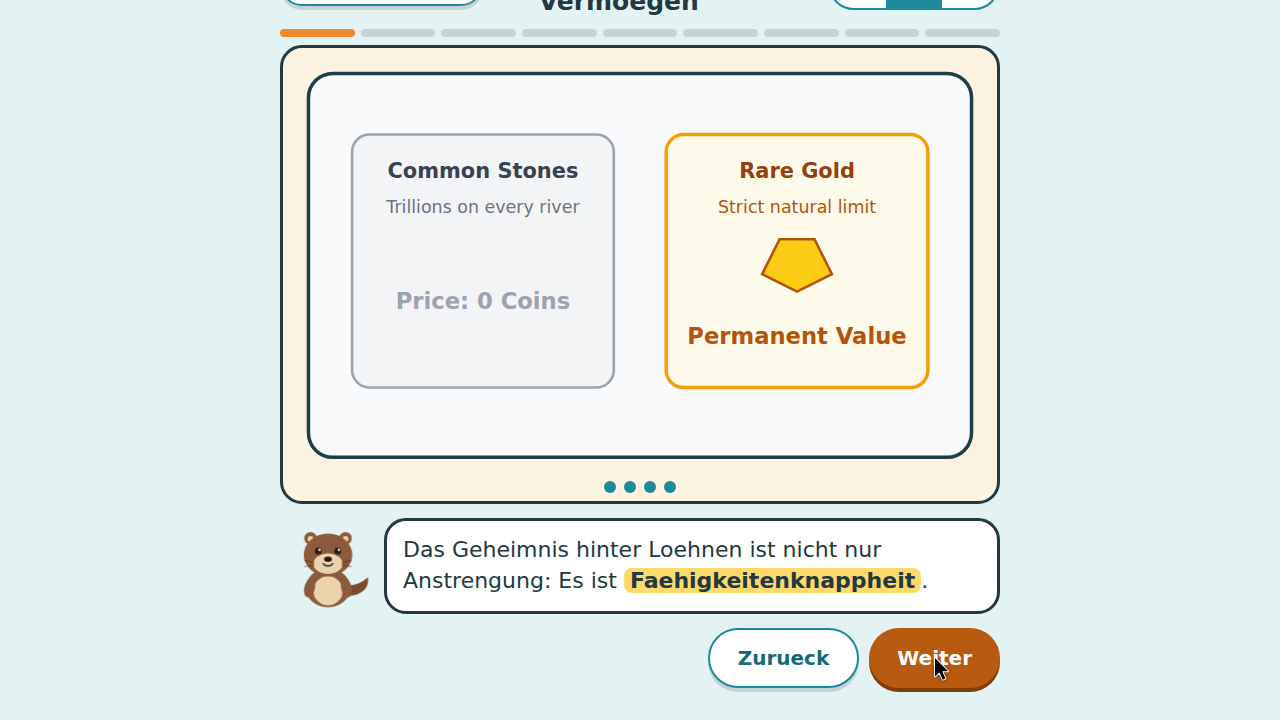 Vermoegen
Common Stones
Trillions on every river
Price: 0 Coins
Rare Gold
Strict natural limit
Permanent Value
Das Geheimnis hinter Loehnen ist nicht nur
Anstrengung: Es ist Faehigkeitenknappheit.
Zurueck
Weiter